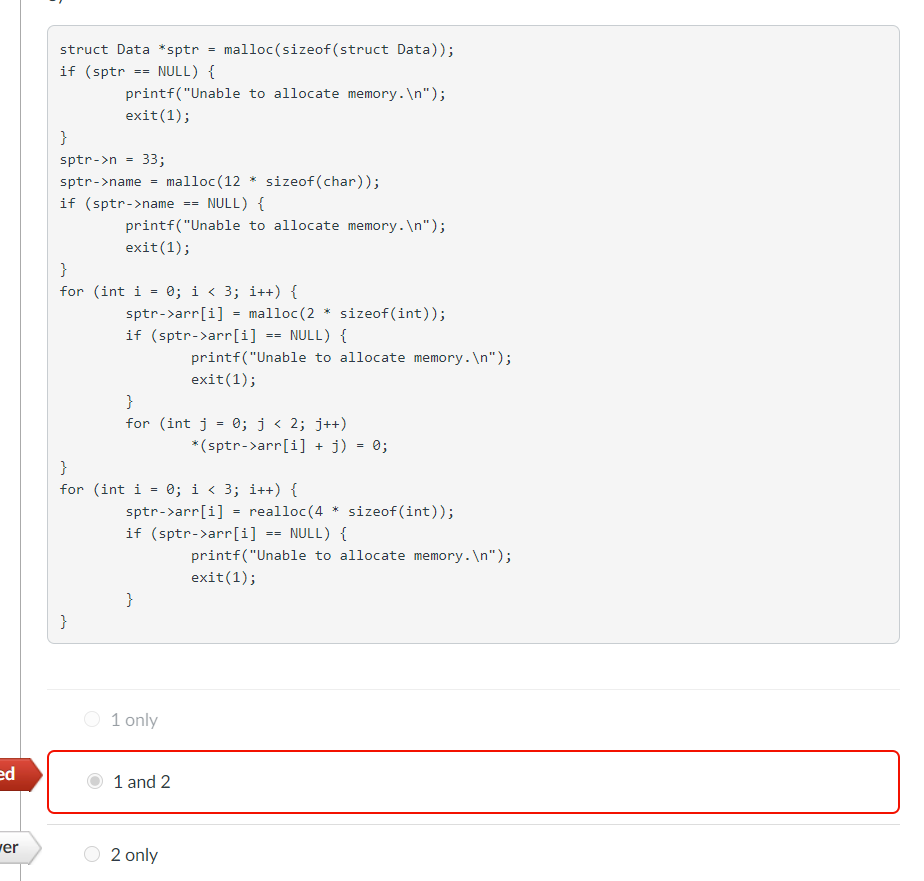 struct Data *sptr = malloc(sizeof(struct Data));
if (sptr == NULL) {
        printf("Unable to allocate memory.\n");
        exit(1);
}
sptr->n = 33;
sptr->name = malloc(12 * sizeof(char));
if (sptr->name == NULL) {
        printf("Unable to allocate memory.\n");
        exit(1);
}
for (int i = 0; i < 3; i++) {
        sptr->arr[i] = malloc(2 * sizeof(int));
        if (sptr->arr[i] == NULL) {
                printf("Unable to allocate memory.\n");
                exit(1);
        }
        for (int j = 0; j < 2; j++)
                *(sptr->arr[i] + j) = 0;
}
for (int i = 0; i < 3; i++) {
        sptr->arr[i] = realloc(4 * sizeof(int));
        if (sptr->arr[i] == NULL) {
                printf("Unable to allocate memory.\n");
                exit(1);
        }
}
1 only
ed
1 and 2
ver
2 only